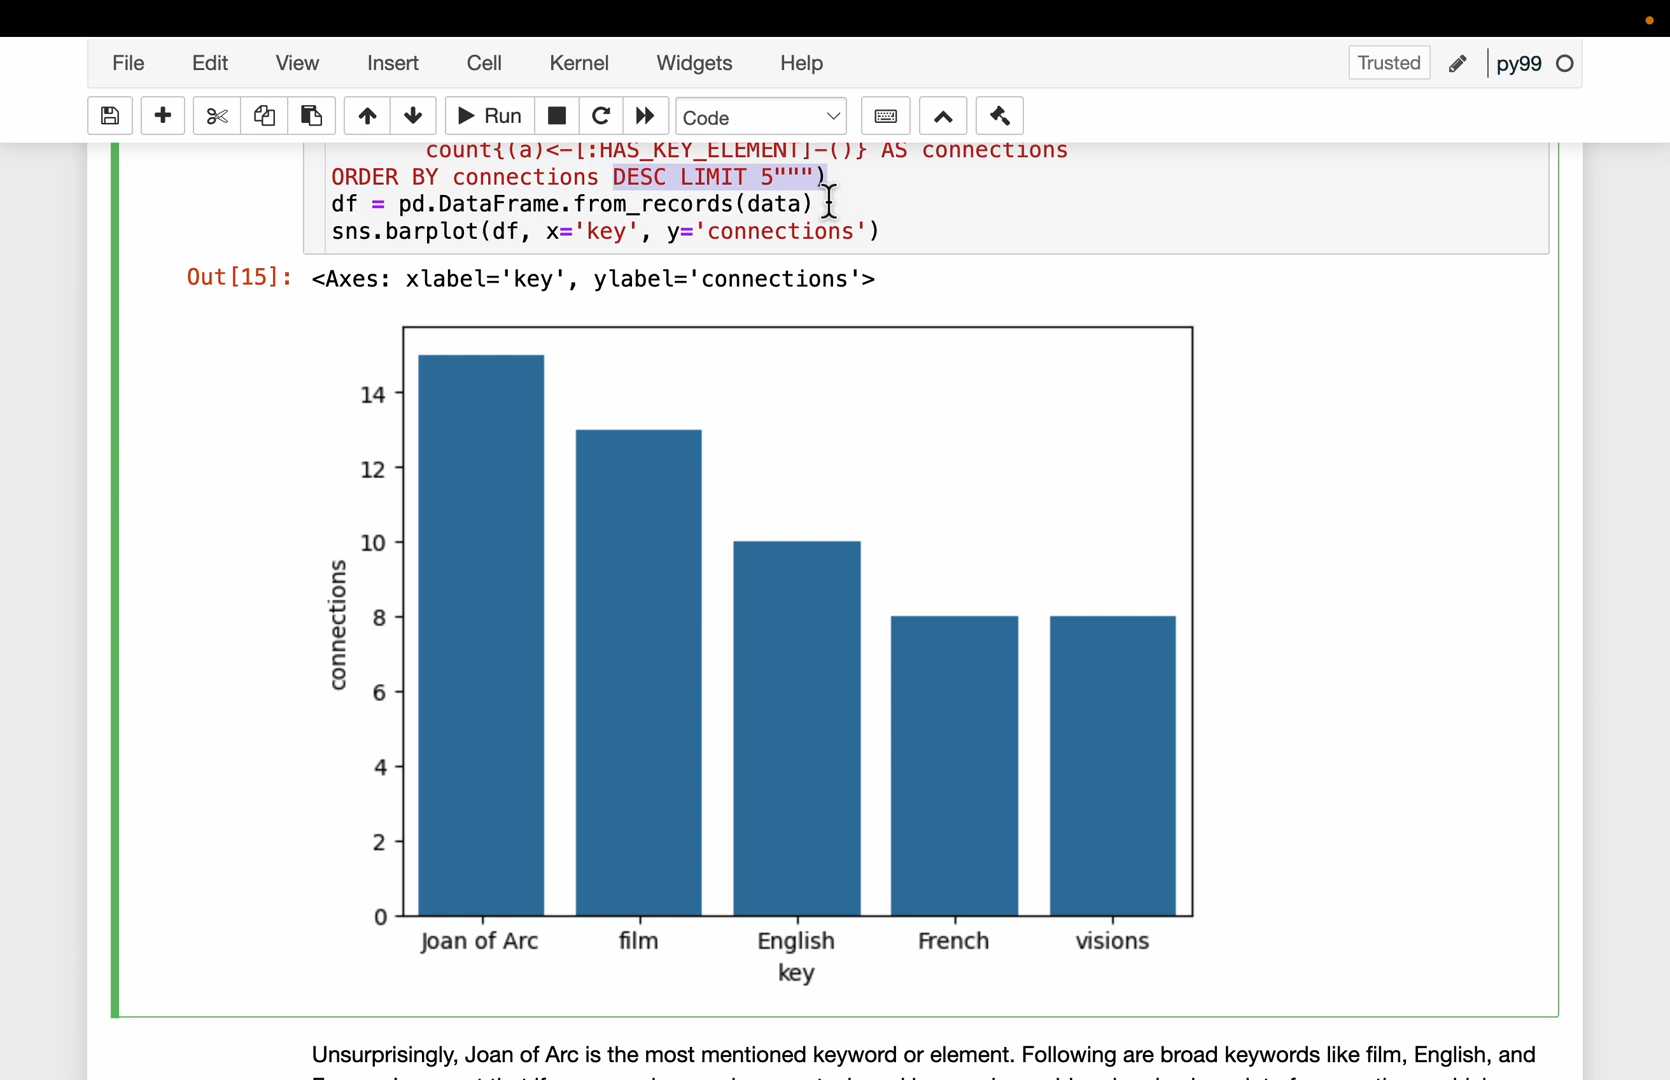 File Edit View Insert Cell Kernel Widgets Help Trusted py99
Run Code
count{(a)<-[:HAS_KEY_ELEMENT]-()} AS connections
ORDER BY connections DESC LIMIT 5""")
df = pd.DataFrame.from_records(data)
sns.barplot(df, x='key', y='connections')
Out[15]: <Axes: xlabel='key', ylabel='connections'>
14
12
10
8
6
4
2
0
connections
Joan of Arc film English French visions
key
Unsurprisingly, Joan of Arc is the most mentioned keyword or element. Following are broad keywords like film, English, and